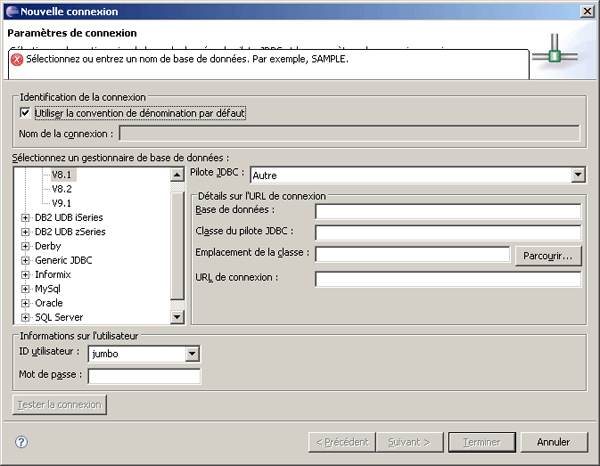 Nouvelle connexion
Paramètres de connexion
Sélectionnez ou entrez un nom de base de données. Par exemple, SAMPLE.
Identification de la connexion
Utiliser la convention de dénomination par défaut
Nom de la connexion :
Sélectionnez un gestionnaire de base de données :
V8.1
V8.2
V9.1
DB2 UDB iSeries
DB2 UDB zSeries
Derby
Generic JDBC
Informix
MySql
Oracle
SQL Server
Pilote JDBC :
Autre
Détails sur l'URL de connexion
Base de données :
Classe du pilote JDBC :
Emplacement de la classe :
Parcourir...
URL de connexion :
Informations sur l'utilisateur
ID utilisateur :
jumbo
Mot de passe :
Tester la connexion
< Précédent
Suivant >
Terminer
Annuler